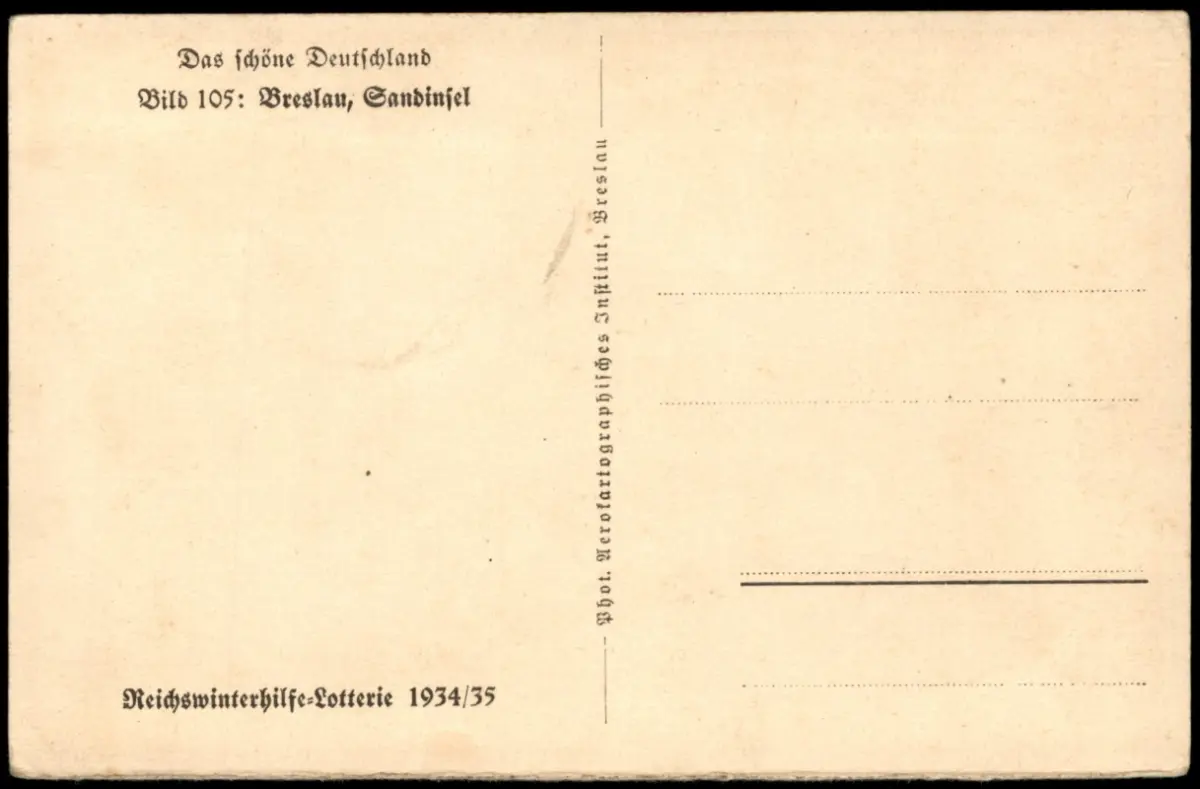 Das schöne Deutschland
Bild 105: Breslau, Sandinsel
Phot. Aerokartographisches Institut, Breslau
Reichswinterhilfe-Lotterie 1934/35